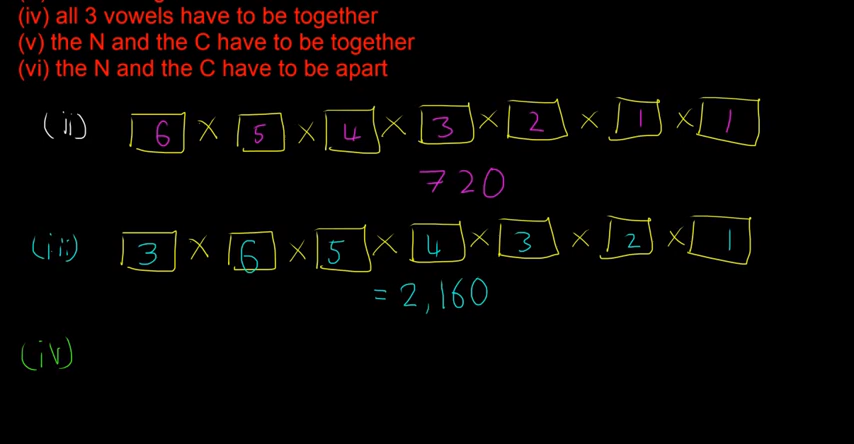 (iv) all 3 vowels have to be together
(v) the N and the C have to be together
(vi) the N and the C have to be apart
(ii) 6 × 5 × 4 × 3 × 2 × 1 × 1
720
(iii) 3 × 6 × 5 × 4 × 3 × 2 × 1
= 2,160
(iv)